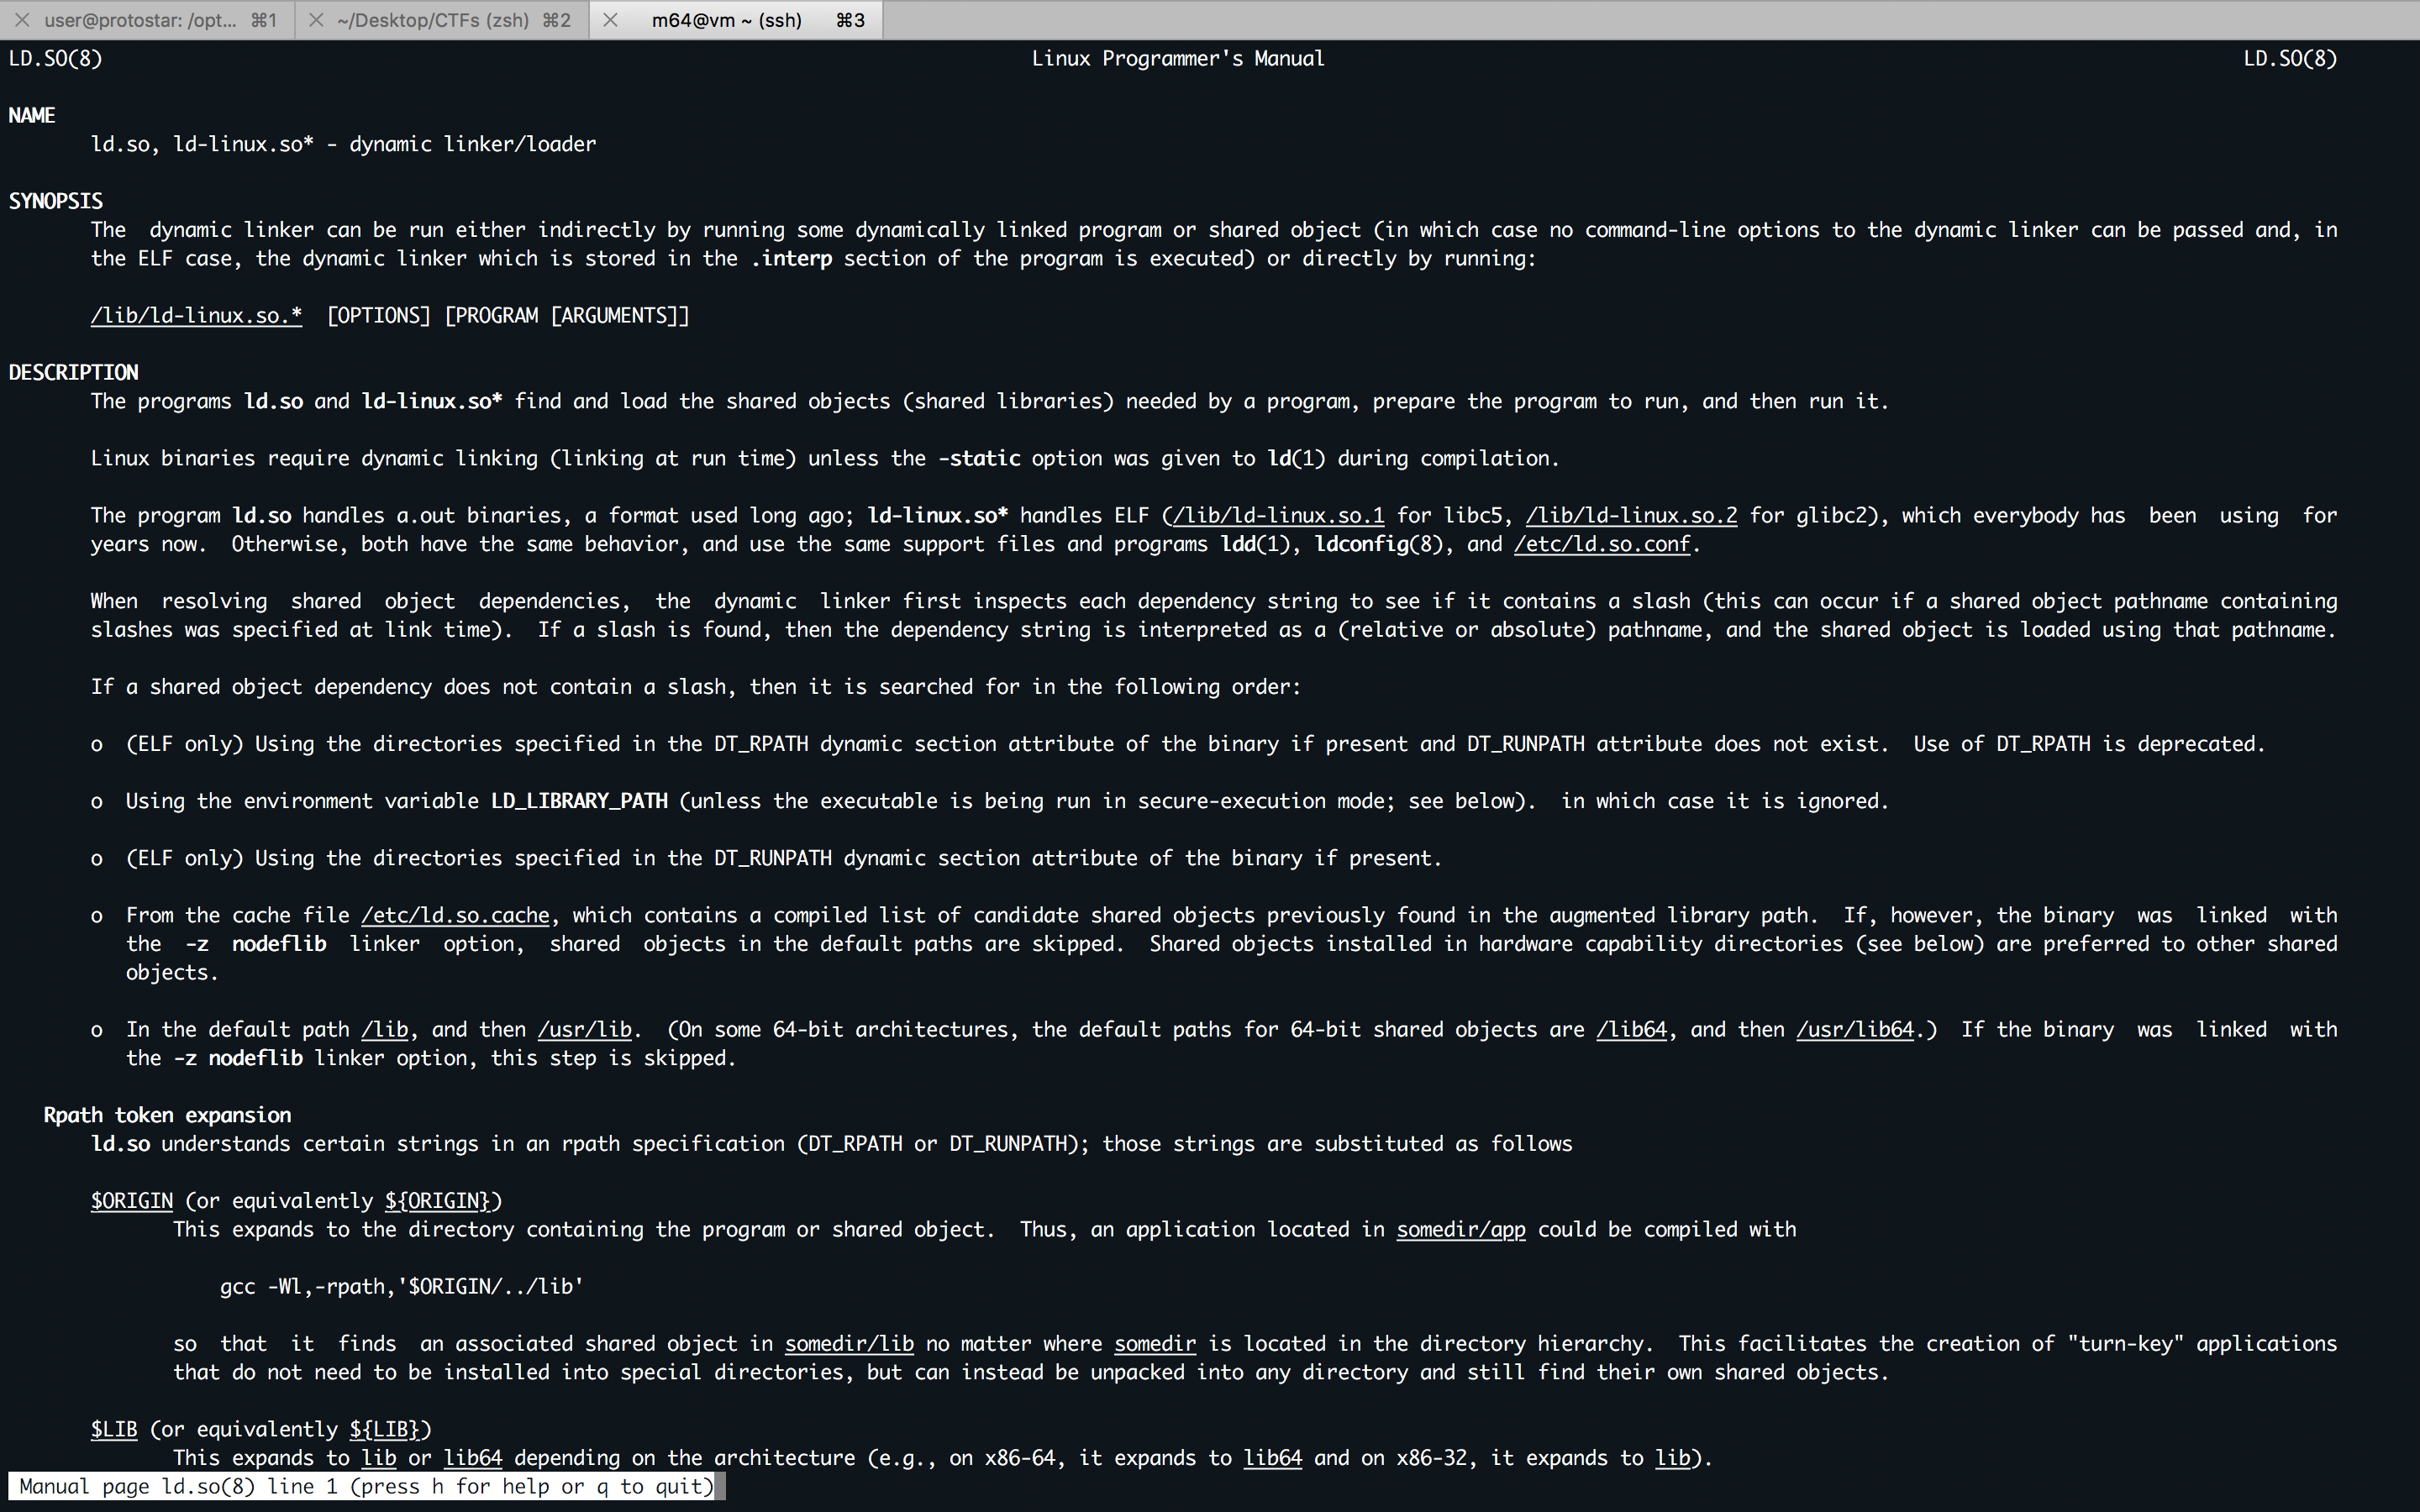 user@protostar: /opt... ⌘1 ~/Desktop/CTFs (zsh) ⌘2 m64@vm ~ (ssh) ⌘3
LD.SO(8) Linux Programmer's Manual LD.SO(8)
NAME
ld.so, ld-linux.so* - dynamic linker/loader
SYNOPSIS
The dynamic linker can be run either indirectly by running some dynamically linked program or shared object (in which case no command-line options to the dynamic linker can be passed and, in
the ELF case, the dynamic linker which is stored in the .interp section of the program is executed) or directly by running:
/lib/ld-linux.so.* [OPTIONS] [PROGRAM [ARGUMENTS]]
DESCRIPTION
The programs ld.so and ld-linux.so* find and load the shared objects (shared libraries) needed by a program, prepare the program to run, and then run it.
Linux binaries require dynamic linking (linking at run time) unless the -static option was given to ld(1) during compilation.
The program ld.so handles a.out binaries, a format used long ago; ld-linux.so* handles ELF (/lib/ld-linux.so.1 for libc5, /lib/ld-linux.so.2 for glibc2), which everybody has been using for
years now. Otherwise, both have the same behavior, and use the same support files and programs ldd(1), ldconfig(8), and /etc/ld.so.conf.
When resolving shared object dependencies, the dynamic linker first inspects each dependency string to see if it contains a slash (this can occur if a shared object pathname containing
slashes was specified at link time). If a slash is found, then the dependency string is interpreted as a (relative or absolute) pathname, and the shared object is loaded using that pathname.
If a shared object dependency does not contain a slash, then it is searched for in the following order:
o (ELF only) Using the directories specified in the DT_RPATH dynamic section attribute of the binary if present and DT_RUNPATH attribute does not exist. Use of DT_RPATH is deprecated.
o Using the environment variable LD_LIBRARY_PATH (unless the executable is being run in secure-execution mode; see below). in which case it is ignored.
o (ELF only) Using the directories specified in the DT_RUNPATH dynamic section attribute of the binary if present.
o From the cache file /etc/ld.so.cache, which contains a compiled list of candidate shared objects previously found in the augmented library path. If, however, the binary was linked with
the -z nodeflib linker option, shared objects in the default paths are skipped. Shared objects installed in hardware capability directories (see below) are preferred to other shared
objects.
o In the default path /lib, and then /usr/lib. (On some 64-bit architectures, the default paths for 64-bit shared objects are /lib64, and then /usr/lib64.) If the binary was linked with
the -z nodeflib linker option, this step is skipped.
Rpath token expansion
ld.so understands certain strings in an rpath specification (DT_RPATH or DT_RUNPATH); those strings are substituted as follows
$ORIGIN (or equivalently ${ORIGIN})
This expands to the directory containing the program or shared object. Thus, an application located in somedir/app could be compiled with
gcc -Wl,-rpath,'$ORIGIN/../lib'
so that it finds an associated shared object in somedir/lib no matter where somedir is located in the directory hierarchy. This facilitates the creation of "turn-key" applications
that do not need to be installed into special directories, but can instead be unpacked into any directory and still find their own shared objects.
$LIB (or equivalently ${LIB})
This expands to lib or lib64 depending on the architecture (e.g., on x86-64, it expands to lib64 and on x86-32, it expands to lib).
Manual page ld.so(8) line 1 (press h for help or q to quit)